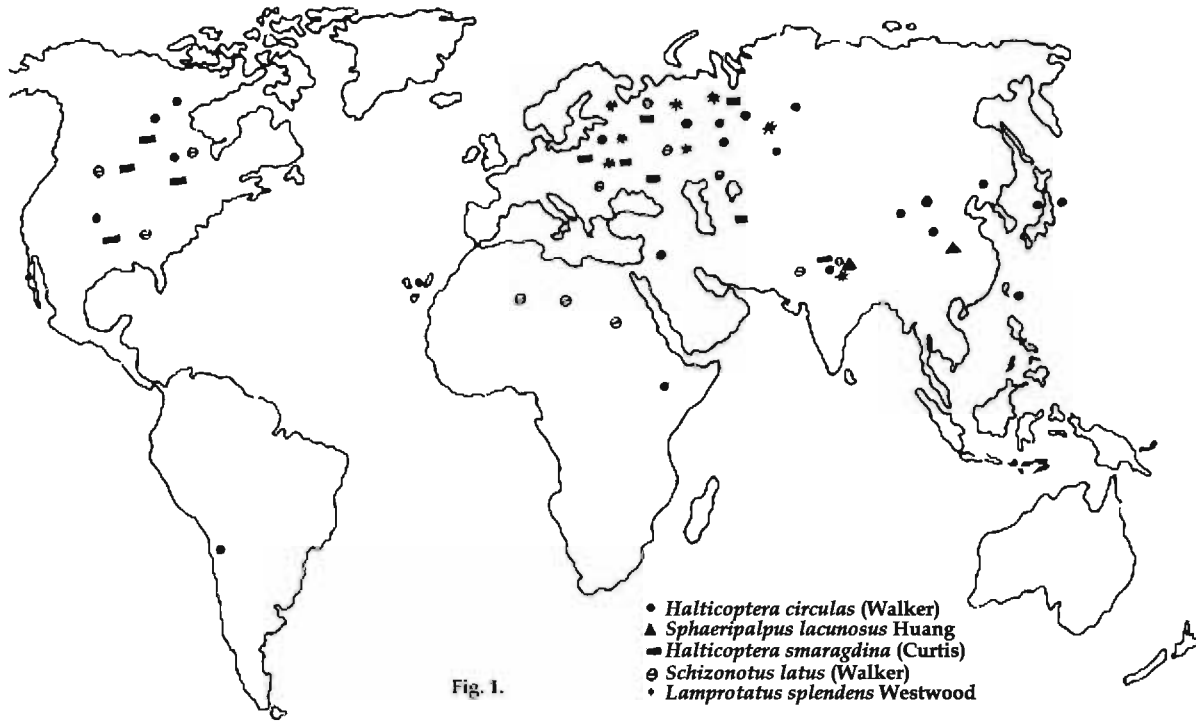 ● Halticoptera circulas (Walker)
▲ Sphaeripalpus lacunosus Huang
▬ Halticoptera smaragdina (Curtis)
⊖ Schizonotus latus (Walker)
* Lamprotatus splendens Westwood
Fig. 1.